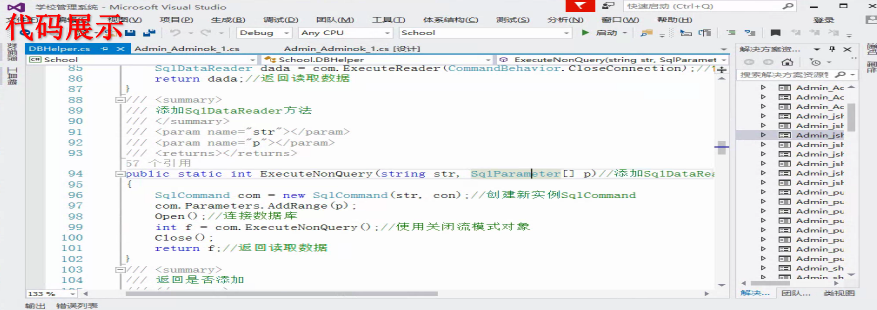 学校管理系统 - Microsoft Visual Studio
快速启动 (Ctrl+Q)
代码展示
视图(V) 项目(P) 生成(B) 调试(D) 团队(M) 工具(T) 体系结构(C) 测试(S) 分析(N) 窗口(W) 帮助(H) 登录
Debug Any CPU School 启动
DBHelper.cs Admin_Adminok_1.cs Admin_Adminok_1.cs [设计]
School School.DBHelper ExecuteNonQuery(string str, SqlParamet
85 SqlDataReader dada = com.ExecuteReader(CommandBehavior.CloseConnection);//
86 return dada;//返回读取数据
87 }
88 /// <summary>
89 /// 添加SqlDataReader方法
90 /// </summary>
91 /// <param name="str"></param>
92 /// <param name="p"></param>
93 /// <returns></returns>
57 个引用
94 public static int ExecuteNonQuery(string str, SqlParameter[] p)//添加SqlDataRea
95 {
96 SqlCommand com = new SqlCommand(str, con);//创建新实例SqlCommand
97 com.Parameters.AddRange(p);
98 Open();//连接数据库
99 int f = com.ExecuteNonQuery();//使用关闭流模式对象
100 Close();
101 return f;//返回读取数据
102 }
103 /// <summary>
104 /// 返回是否添加
133 %
输出 错误列表
工具箱
解决方案资源...
搜索解决方案资源管
Admin_Ac
Admin_Ac
Admin_jsh
Admin_jsh
Admin_jsh
Admin_jsh
Admin_jsh
Admin_jsh
Admin_pu
Admin_pu
Admin_pu
Admin_pu
Admin_pu
Admin_pu
Admin_sh
Admin_sh
解决... 团队... 类视图